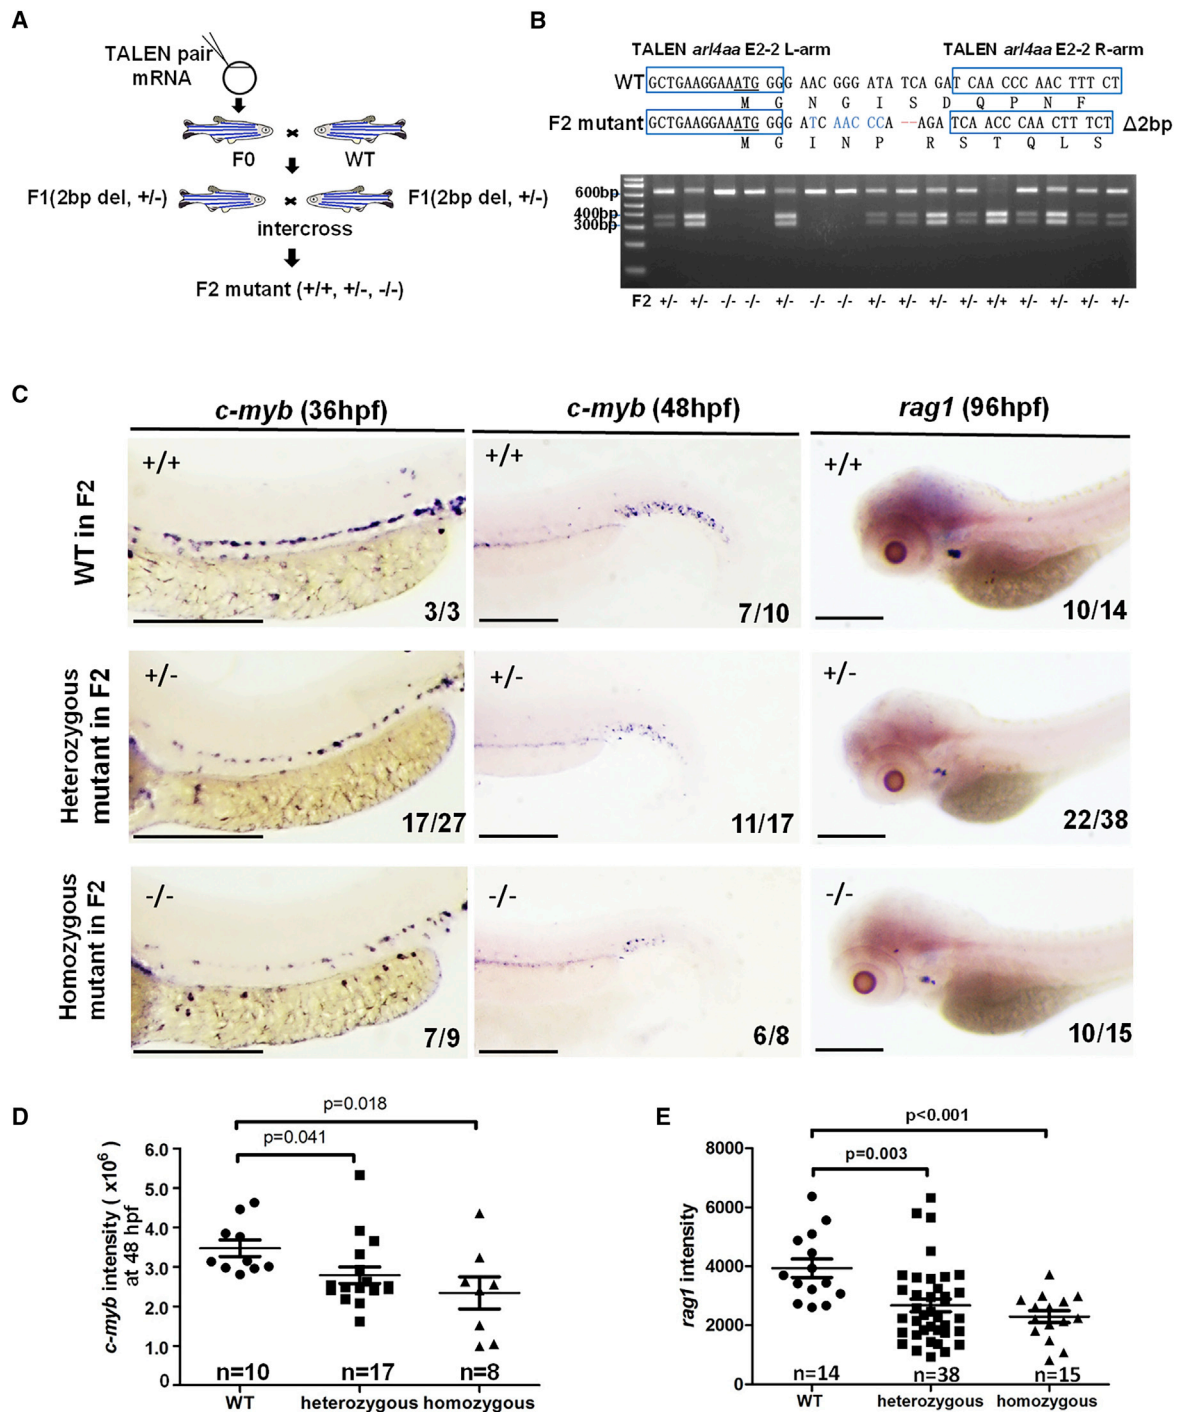 A
TALEN pair
mRNA
F0
WT
F1(2bp del, +/-)
F1(2bp del, +/-)
intercross
F2 mutant (+/+, +/-, -/-)
B
TALEN arl4aa E2-2 L-arm
TALEN arl4aa E2-2 R-arm
WT GCTGAAGGAAATG GGG AAC GGG ATA TCA GAT CAA CCC AAC TTT CT
M G N G I S D Q P N F
F2 mutant GCTGAAGGAAATG GGG ATC AAC CCA --AGA TCA ACC CAA CTT TCT Δ2bp
M G I N P R S T Q L S
600bp
400bp
300bp
F2 +/- +/- -/- -/- +/- -/- -/- +/- +/- +/- +/- +/+ +/- +/- +/- +/-
C
c-myb (36hpf)
c-myb (48hpf)
rag1 (96hpf)
WT in F2
+/+
3/3
+/+
7/10
+/+
10/14
Heterozygous
mutant in F2
+/-
17/27
+/-
11/17
+/-
22/38
Homozygous
mutant in F2
-/-
7/9
-/-
6/8
-/-
10/15
D
p=0.018
p=0.041
c-myb intensity ( x10⁶ )
at 48 hpf
6.0
5.0
4.0
3.0
2.0
1.0
0
n=10
n=17
n=8
WT
heterozygous
homozygous
E
p<0.001
p=0.003
rag1 intensity
8000
6000
4000
2000
0
n=14
n=38
n=15
WT
heterozygous
homozygous